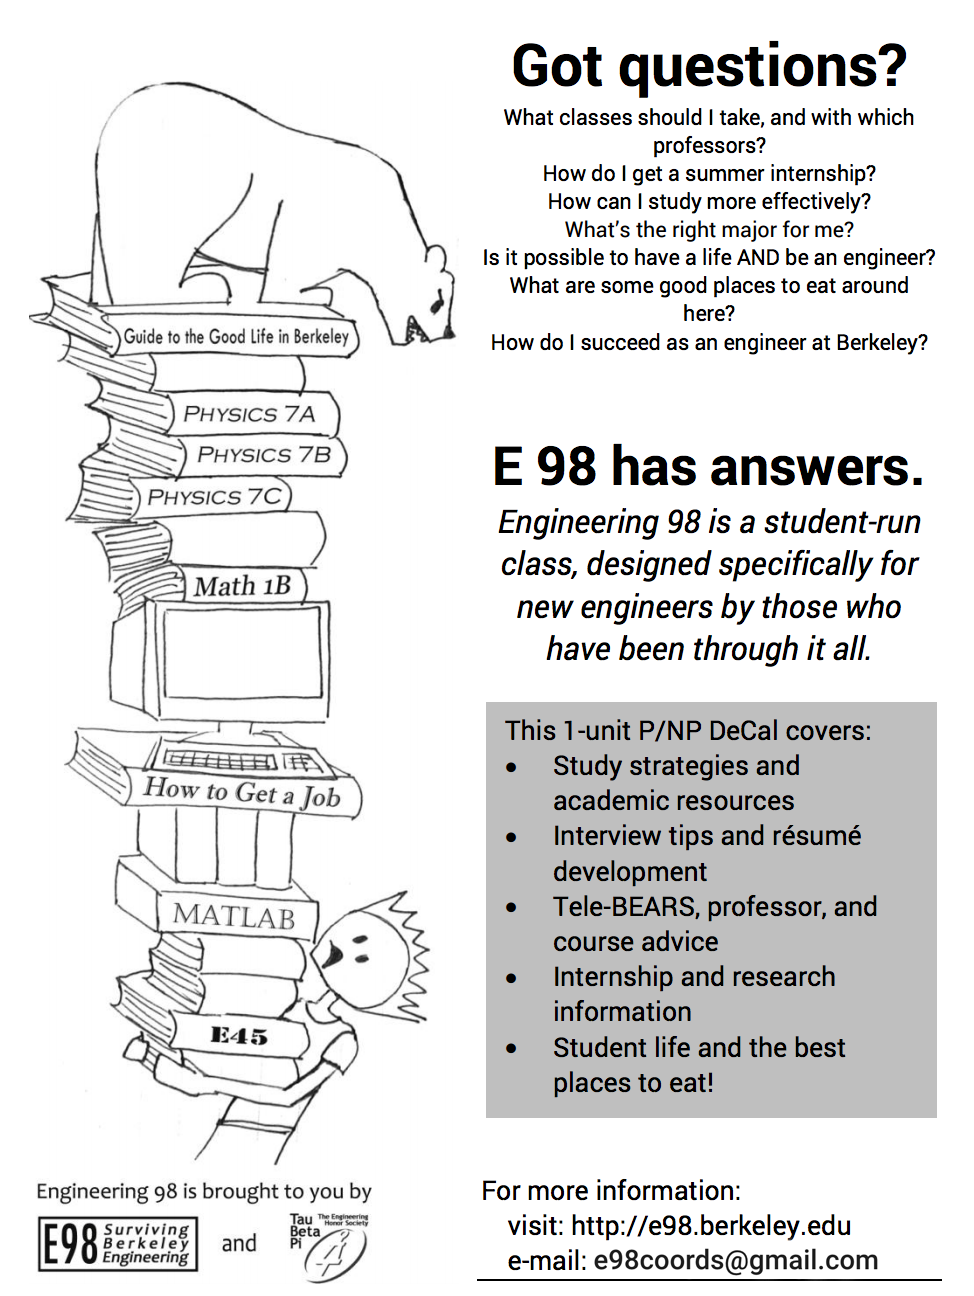 Got questions?
What classes should I take, and with which
professors?
How do I get a summer internship?
How can I study more effectively?
What's the right major for me?
Is it possible to have a life AND be an engineer?
What are some good places to eat around
here?
How do I succeed as an engineer at Berkeley?
E 98 has answers.
Engineering 98 is a student-run
class, designed specifically for
new engineers by those who
have been through it all.
This 1-unit P/NP DeCal covers:
• Study strategies and
academic resources
• Interview tips and résumé
development
• Tele-BEARS, professor, and
course advice
• Internship and research
information
• Student life and the best
places to eat!
For more information:
visit: http://e98.berkeley.edu
e-mail: e98coords@gmail.com
Guide to the Good Life in Berkeley
PHYSICS 7A
PHYSICS 7B
PHYSICS 7C
Math 1B
How to Get a Job
MATLAB
E45
Engineering 98 is brought to you by
E98 Surviving
Berkeley
Engineering
and
Tau
Beta
Pi
The Engineering
Honor Society